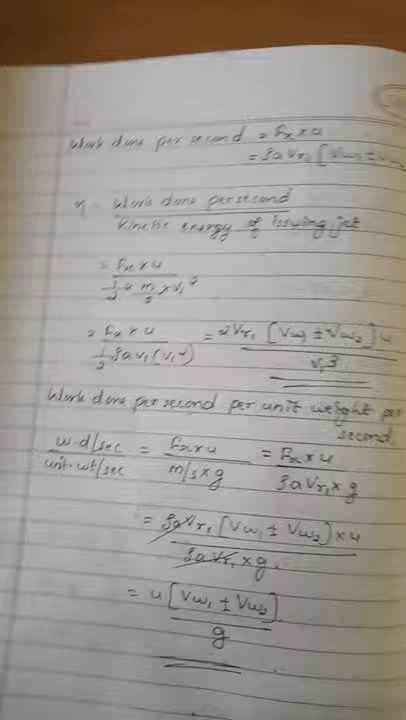 Work done per second = Fx × u
= ρaVr₁ [Vw₁ ± Vw₂
η = Work done per second / Kinetic energy of issuing jet
= Fx × u / ½ × m/s × V₁²
= Fx × u / ½ ρaV₁(V₁²) = 2Vr₁ [Vw₁ ± Vw₂] u / V₁3
Work done per second per unit weight per
second.
w.d/sec / unit.wt/sec = Fx × u / m/s × g = Fx × u / ρaVr₁ × g
= ρaVr₁ [Vw₁ ± Vw₂] × u / ρaVr₁ × g.
= u [Vw₁ ± Vw₂] / g